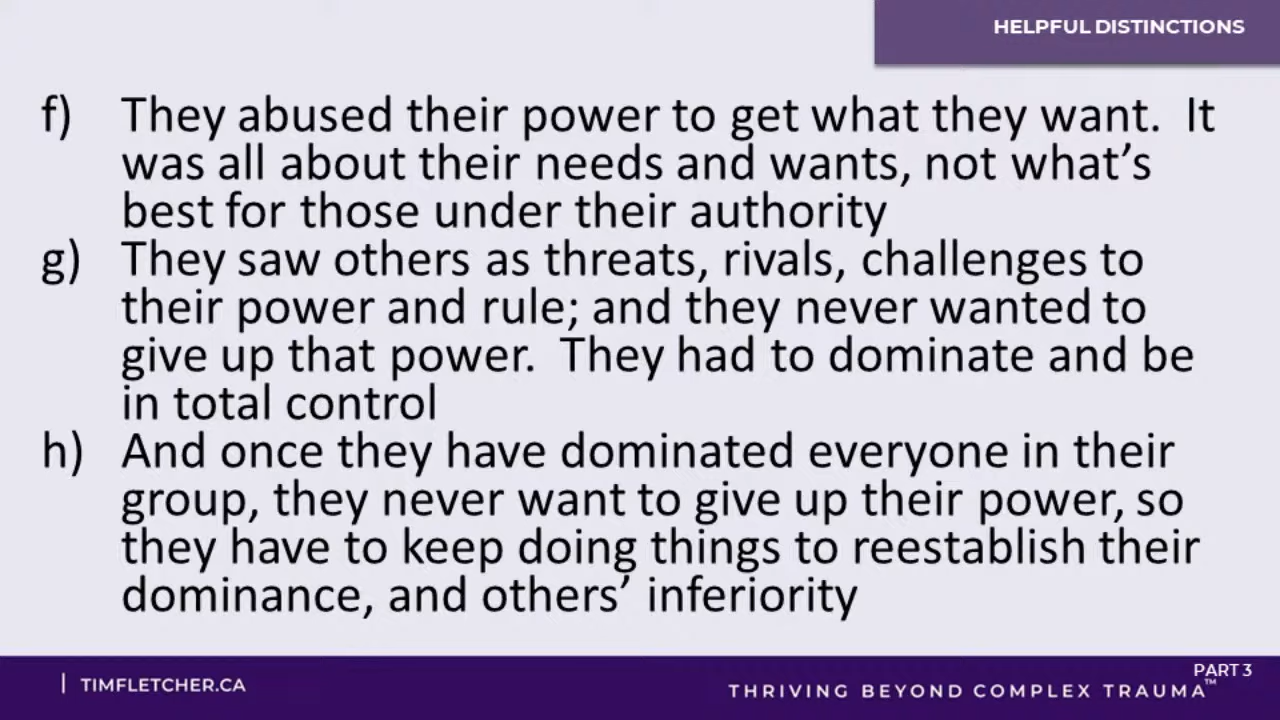 HELPFUL DISTINCTIONS
f) They abused their power to get what they want.  It
was all about their needs and wants, not what’s
best for those under their authority
g) They saw others as threats, rivals, challenges to
their power and rule; and they never wanted to
give up that power.  They had to dominate and be
in total control
h) And once they have dominated everyone in their
group, they never want to give up their power, so
they have to keep doing things to reestablish their
dominance, and others’ inferiority
PART 3
| TIMFLETCHER.CA
THRIVING BEYOND COMPLEX TRAUMA™